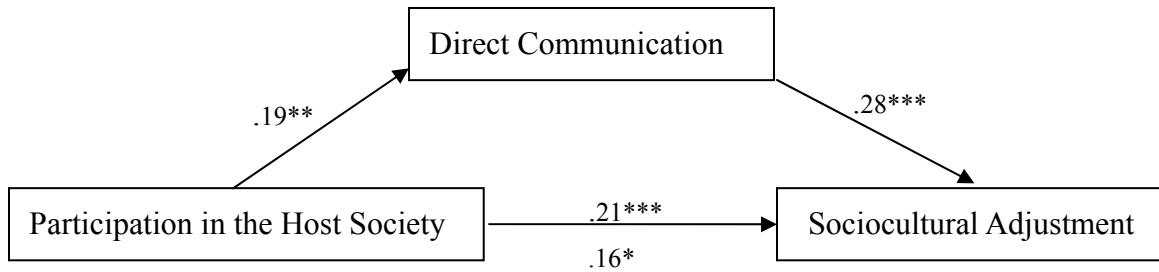 Direct Communication
.19**
.28***
Participation in the Host Society
.21***
Sociocultural Adjustment
.16*